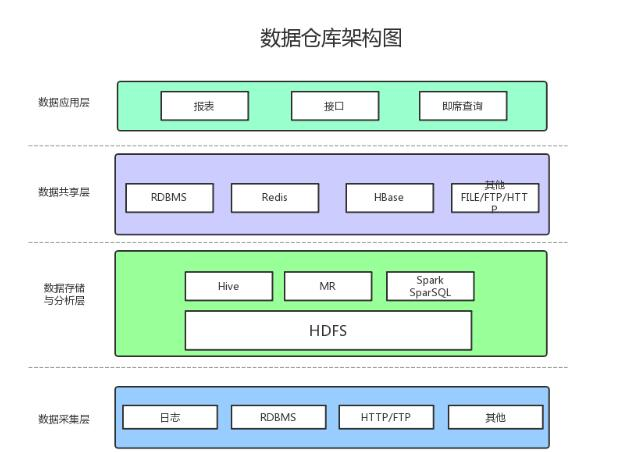 数据仓库架构图
数据应用层
报表
接口
即席查询
数据共享层
RDBMS
Redis
HBase
其他
FILE/FTP/HTT
P
数据存储
与分析层
Hive
MR
Spark
SparSQL
HDFS
数据采集层
日志
RDBMS
HTTP/FTP
其他